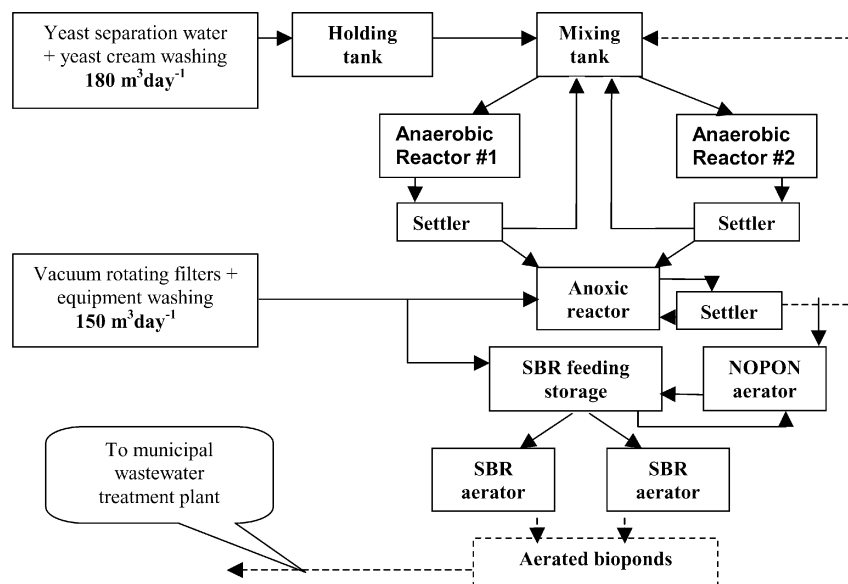 Yeast separation water
+ yeast cream washing
180 m³day⁻¹
Holding
tank
Mixing
tank
Anaerobic
Reactor #1
Anaerobic
Reactor #2
Settler
Settler
Vacuum rotating filters +
equipment washing
150 m³day⁻¹
Anoxic
reactor
Settler
SBR feeding
storage
NOPON
aerator
To municipal
wastewater
treatment plant
SBR
aerator
SBR
aerator
Aerated bioponds